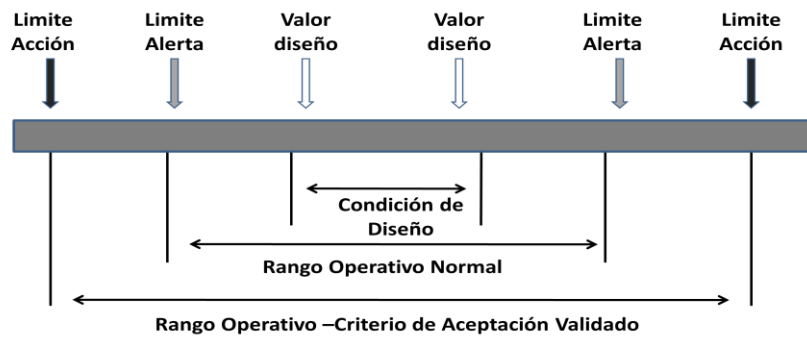 Limite Acción
Limite Alerta
Valor diseño
Valor diseño
Limite Alerta
Limite Acción
Condición de
Diseño
Rango Operativo Normal
Rango Operativo –Criterio de Aceptación Validado